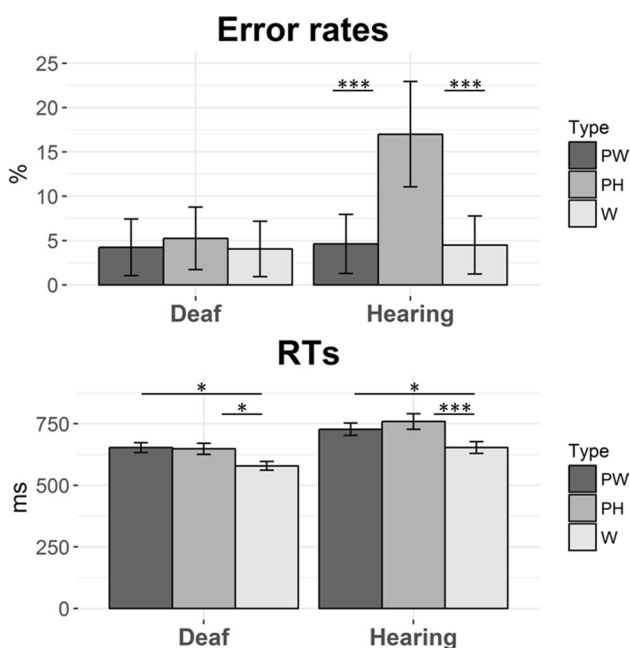 Error rates
25
20
15
10
5
0
%
*** ***
Deaf Hearing
Type
PW
PH
W
RTs
* *
* ***
750
500
250
0
ms
Deaf Hearing
Type
PW
PH
W